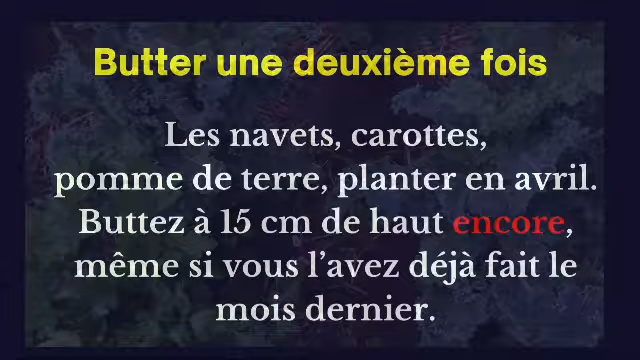 Butter une deuxième fois
Les navets, carottes,
pomme de terre, planter en avril.
Buttez à 15 cm de haut encore,
même si vous l’avez déjà fait le
mois dernier.